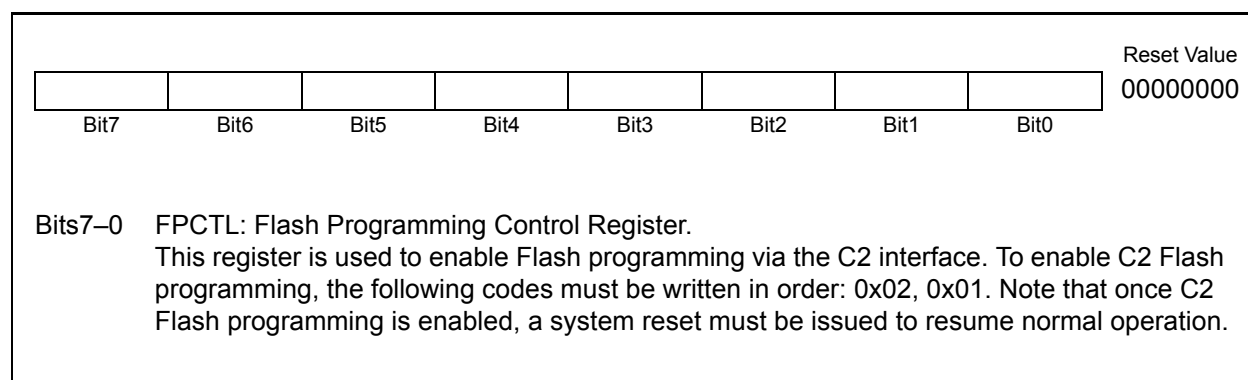 Reset Value
00000000
Bit7 Bit6 Bit5 Bit4 Bit3 Bit2 Bit1 Bit0
Bits7–0 FPCTL: Flash Programming Control Register.
This register is used to enable Flash programming via the C2 interface. To enable C2 Flash
programming, the following codes must be written in order: 0x02, 0x01. Note that once C2
Flash programming is enabled, a system reset must be issued to resume normal operation.